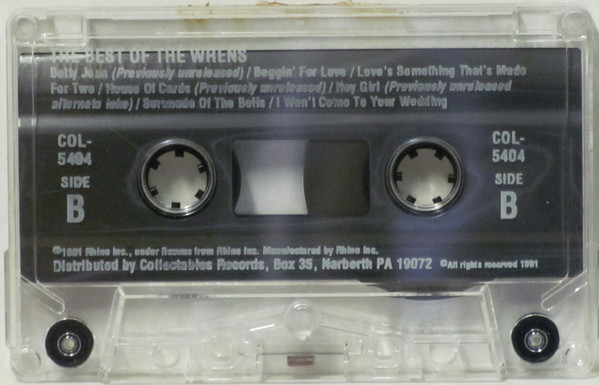 THE BEST OF THE WRENS
Betty Jean (Previously unreleased) / Beggin' For Love / Love's Something That's Made
For Two / House Of Cards (Previously unreleased) / Hey Girl (Previously unreleased
alternate take) / Serenade Of The Bells / I Won't Come To Your Wedding
COL-
5404
SIDE
B
COL-
5404
SIDE
B
℗1991 Rhino Inc., under license from Rhino Inc. Manufactured by Rhino Inc.
Distributed by Collectables Records, Box 35, Narberth PA 19072 ©All rights reserved 1991